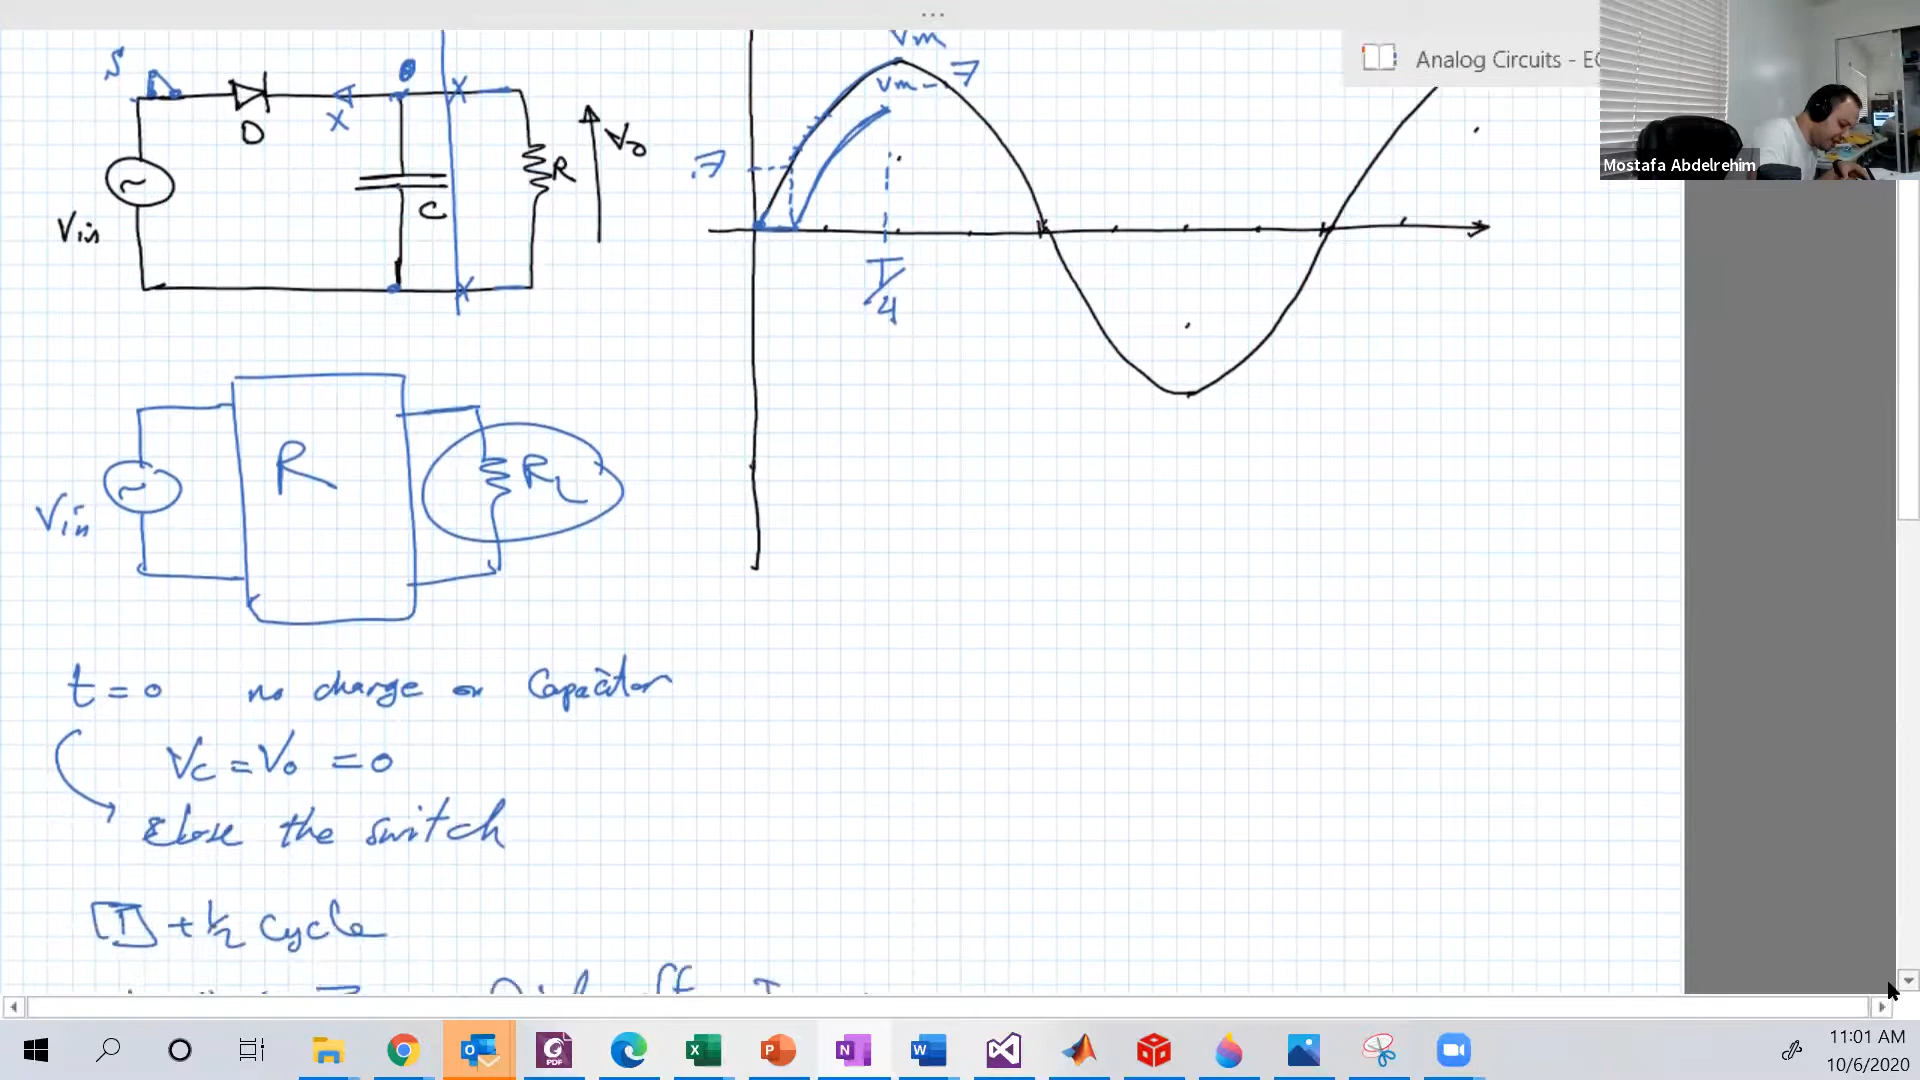 ...
S
θ
X
X
D
Vo
R
C
X
Vin
Vm
.7
Vm-.7
.7
T/4
Analog Circuits - EC
Mostafa Abdelrehim
R
RL
Vin
t=0 no charge on Capacitor
Vc = Vo = 0
close the switch
[I] + 1/2 cycle
11:01 AM
10/6/2020